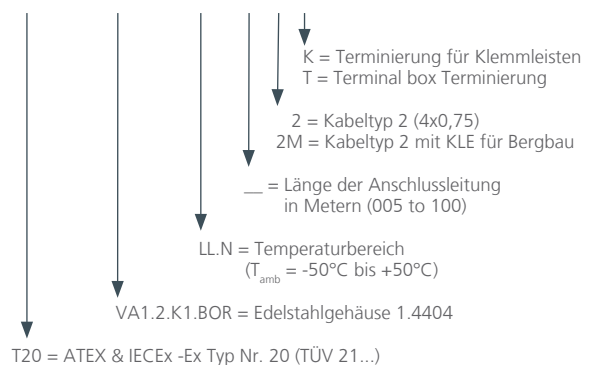 K = Terminierung für Klemmleisten
T = Terminal box Terminierung
2 = Kabeltyp 2 (4x0,75)
2M = Kabeltyp 2 mit KLE für Bergbau
__ = Länge der Anschlussleitung
in Metern (005 to 100)
LL.N = Temperaturbereich
(Tamb = -50°C bis +50°C)
VA1.2.K1.BOR = Edelstahlgehäuse 1.4404
T20 = ATEX & IECEx -Ex Typ Nr. 20 (TÜV 21...)